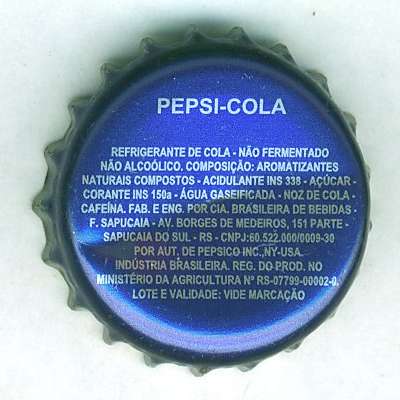 PEPSI-COLA
REFRIGERANTE DE COLA - NÃO FERMENTADO
NÃO ALCOÓLICO. COMPOSIÇÃO: AROMATIZANTES
NATURAIS COMPOSTOS - ACIDULANTE INS 338 - AÇÚCAR -
CORANTE INS 150a - ÁGUA GASEIFICADA - NOZ DE COLA -
CAFEÍNA. FAB. E ENG. POR CIA. BRASILEIRA DE BEBIDAS -
F. SAPUCAIA - AV. BORGES DE MEDEIROS, 151 PARTE -
SAPUCAIA DO SUL - RS - CNPJ:60.522.000/0009-30
POR AUT. DE PEPSICO INC.,NY-USA.
INDÚSTRIA BRASILEIRA. REG. DO PROD. NO
MINISTÉRIO DA AGRICULTURA Nº RS-07799-00002-0.
LOTE E VALIDADE: VIDE MARCAÇÃO